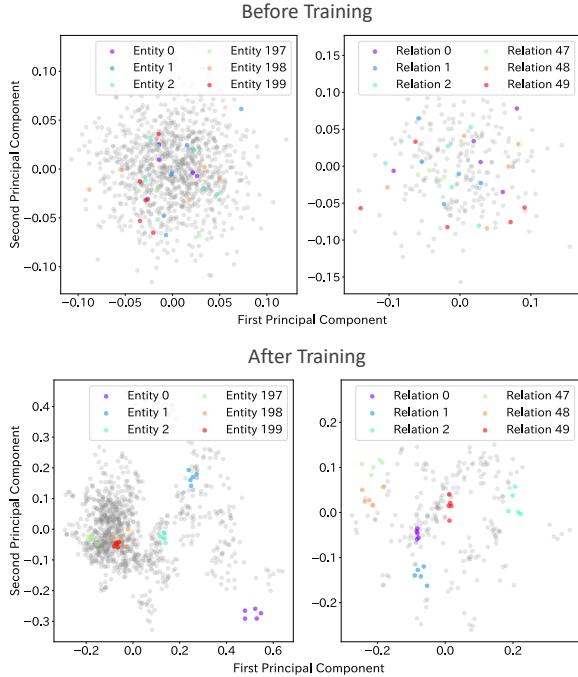 Before Training
Entity 0 Entity 197
Entity 1 Entity 198
Entity 2 Entity 199
Relation 0 Relation 47
Relation 1 Relation 48
Relation 2 Relation 49
Second Principal Component
0.10
0.05
0.00
−0.05
−0.10
−0.10 −0.05 0.00 0.05 0.10
0.10
0.05
0.00
−0.05
−0.10
−0.15
−0.1 0.0 0.1
First Principal Component
After Training
Entity 0 Entity 197
Entity 1 Entity 198
Entity 2 Entity 199
Relation 0 Relation 47
Relation 1 Relation 48
Relation 2 Relation 49
Second Principal Component
0.4
0.3
0.2
0.1
0.0
−0.1
−0.2
−0.3
−0.2 0.0 0.2 0.4 0.6
0.2
0.1
0.0
−0.1
−0.2
−0.2 0.0 0.2
First Principal Component